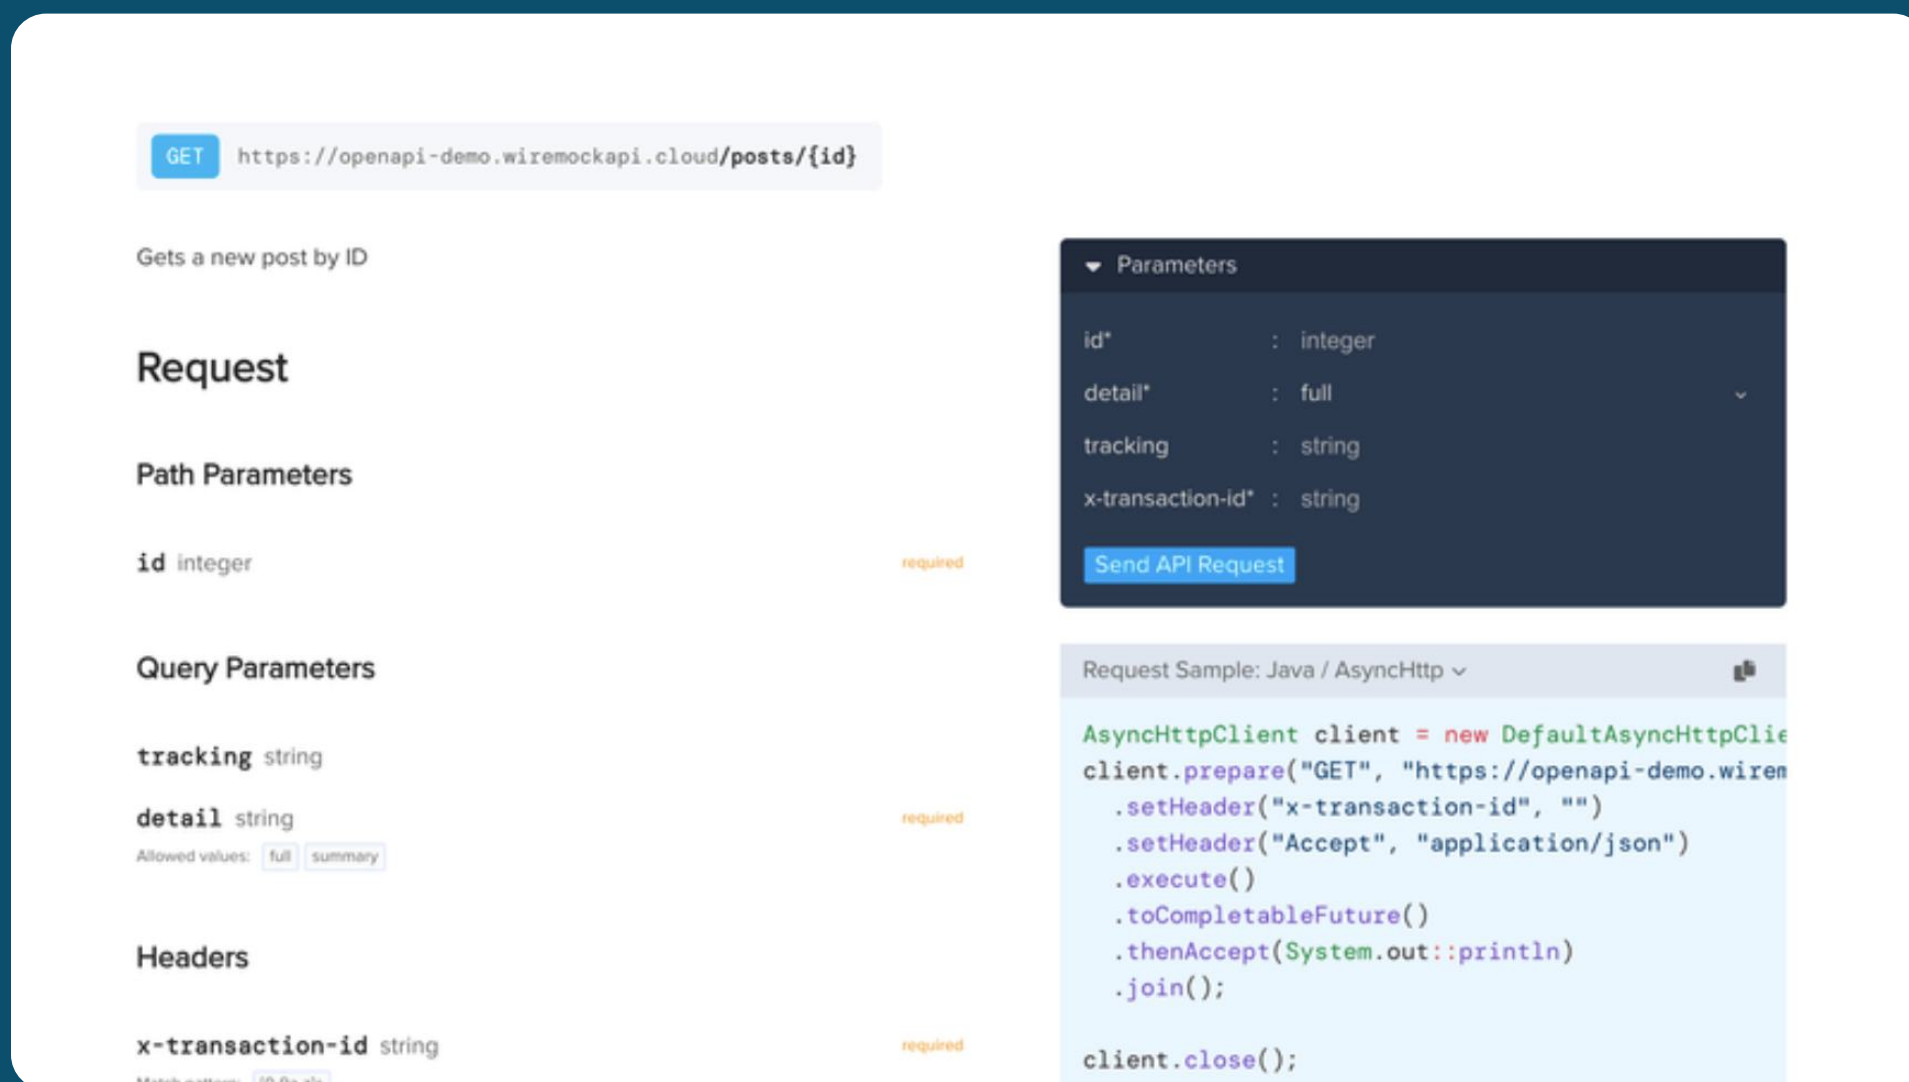 GET https://openapi-demo.wiremockapi.cloud/posts/{id}
Gets a new post by ID
Request
Path Parameters
id integer required
Query Parameters
tracking string
detail string required
Allowed values: full summary
Headers
x-transaction-id string required
Match pattern:
Parameters
id* : integer
detail* : full
tracking : string
x-transaction-id* : string
Send API Request
Request Sample: Java / AsyncHttp
AsyncHttpClient client = new DefaultAsyncHttpClie
client.prepare("GET", "https://openapi-demo.wirem
.setHeader("x-transaction-id", "")
.setHeader("Accept", "application/json")
.execute()
.toCompletableFuture()
.thenAccept(System.out::println)
.join();
client.close();